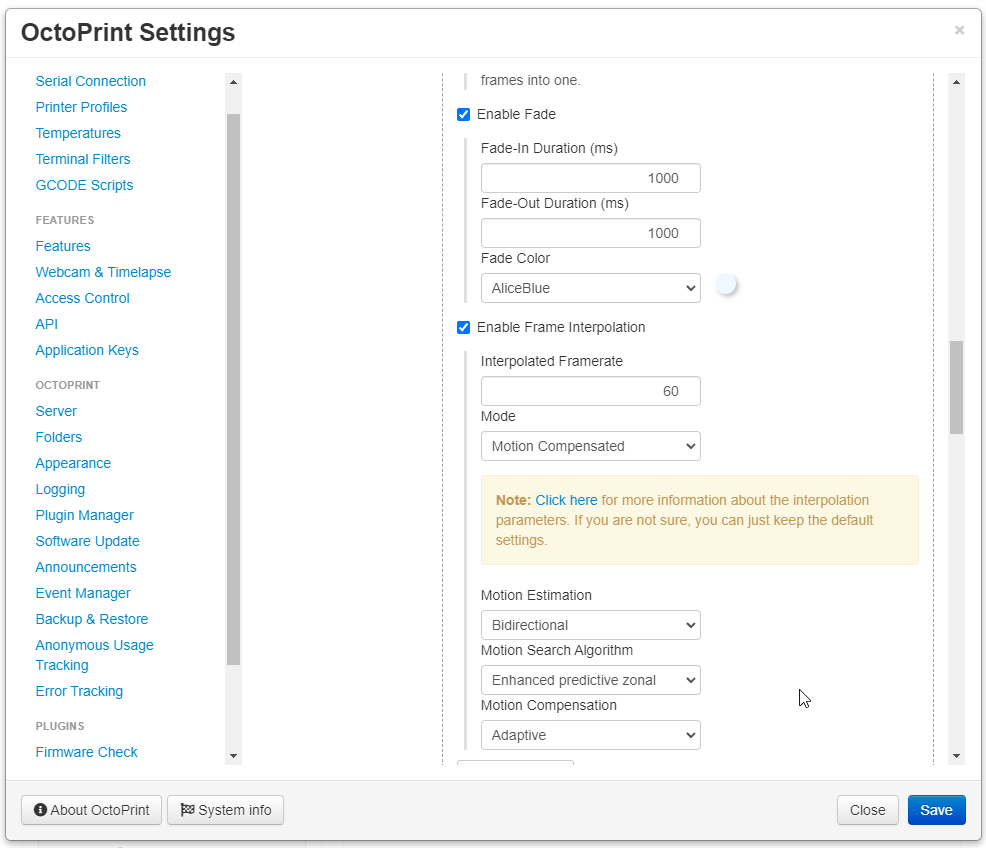 OctoPrint Settings
×
Serial Connection
Printer Profiles
Temperatures
Terminal Filters
GCODE Scripts
FEATURES
Features
Webcam & Timelapse
Access Control
API
Application Keys
OCTOPRINT
Server
Folders
Appearance
Logging
Plugin Manager
Software Update
Announcements
Event Manager
Backup & Restore
Anonymous Usage
Tracking
Error Tracking
PLUGINS
Firmware Check
frames into one.
Enable Fade
Fade-In Duration (ms)
1000
Fade-Out Duration (ms)
1000
Fade Color
AliceBlue
Enable Frame Interpolation
Interpolated Framerate
60
Mode
Motion Compensated
Note: Click here for more information about the interpolation
parameters. If you are not sure, you can just keep the default
settings.
Motion Estimation
Bidirectional
Motion Search Algorithm
Enhanced predictive zonal
Motion Compensation
Adaptive
About OctoPrint
System info
Close
Save